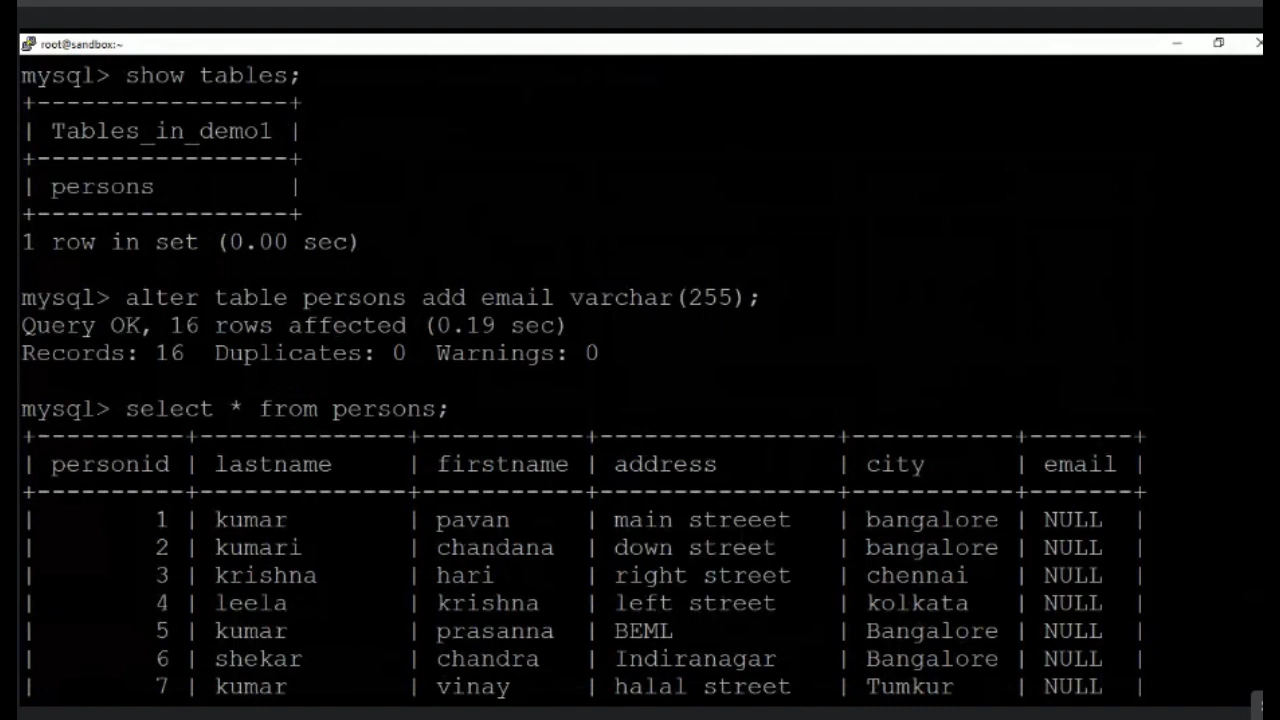 root@sandbox:~
mysql> show tables;
+-----------------+
| Tables_in_demo1 |
+-----------------+
| persons         |
+-----------------+
1 row in set (0.00 sec)
mysql> alter table persons add email varchar(255);
Query OK, 16 rows affected (0.19 sec)
Records: 16  Duplicates: 0  Warnings: 0
mysql> select * from persons;
+----------+--------------+-----------+----------------+-----------+-------+
| personid | lastname     | firstname | address        | city      | email |
+----------+--------------+-----------+----------------+-----------+-------+
|        1 | kumar        | pavan     | main streeet   | bangalore | NULL  |
|        2 | kumari       | chandana  | down street    | bangalore | NULL  |
|        3 | krishna      | hari      | right street   | chennai   | NULL  |
|        4 | leela        | krishna   | left street    | kolkata   | NULL  |
|        5 | kumar        | prasanna  | BEML           | Bangalore | NULL  |
|        6 | shekar       | chandra   | Indiranagar    | Bangalore | NULL  |
|        7 | kumar        | vinay     | halal street   | Tumkur    | NULL  |